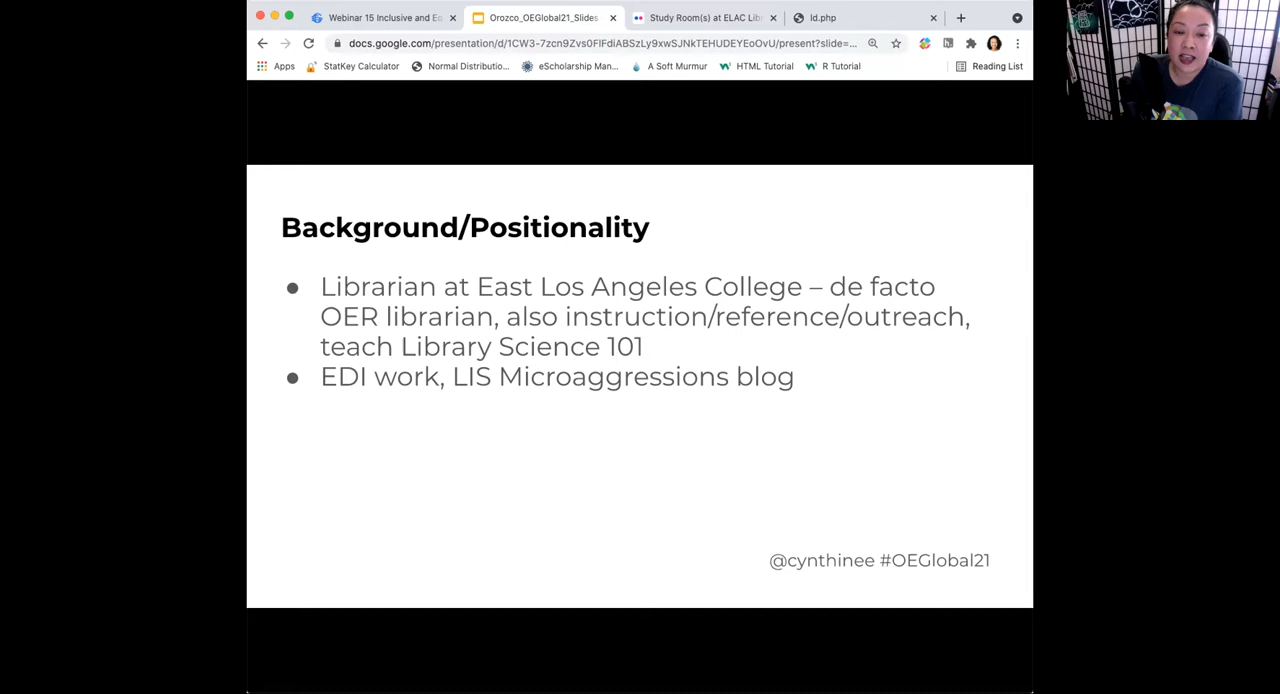 Webinar 15 Inclusive and Eq
Orozco_OEGlobal21_Slides
Study Room(s) at ELAC Libr
ld.php
docs.google.com/presentation/d/1CW3-7zcn9Zvs0FlFdiABSzLy9xwSJNkTEHUDEYEoOvU/present?slide=...
Apps
StatKey Calculator
Normal Distributio...
eScholarship Man...
A Soft Murmur
HTML Tutorial
R Tutorial
Reading List
Background/Positionality
● Librarian at East Los Angeles College – de facto
OER librarian, also instruction/reference/outreach,
teach Library Science 101
● EDI work, LIS Microaggressions blog
@cynthinee #OEGlobal21